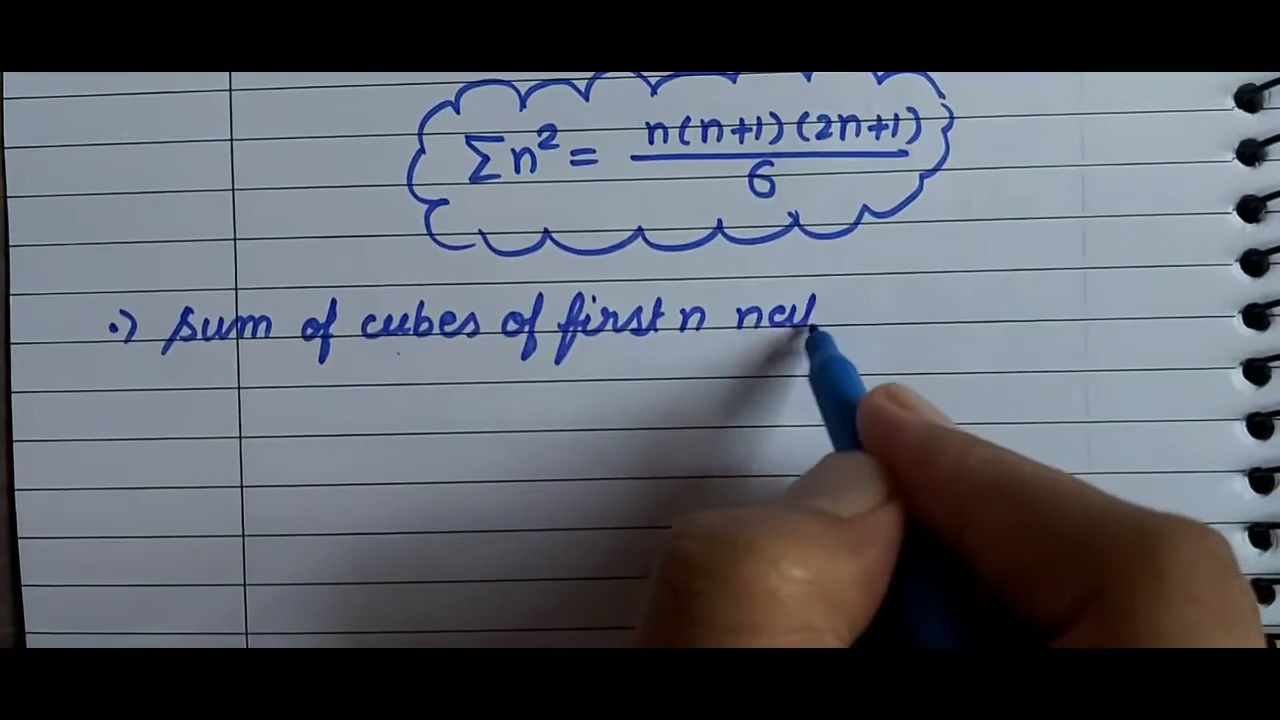 Σn² = n(n+1)(2n+1)/6
•) sum of cubes of first n nat